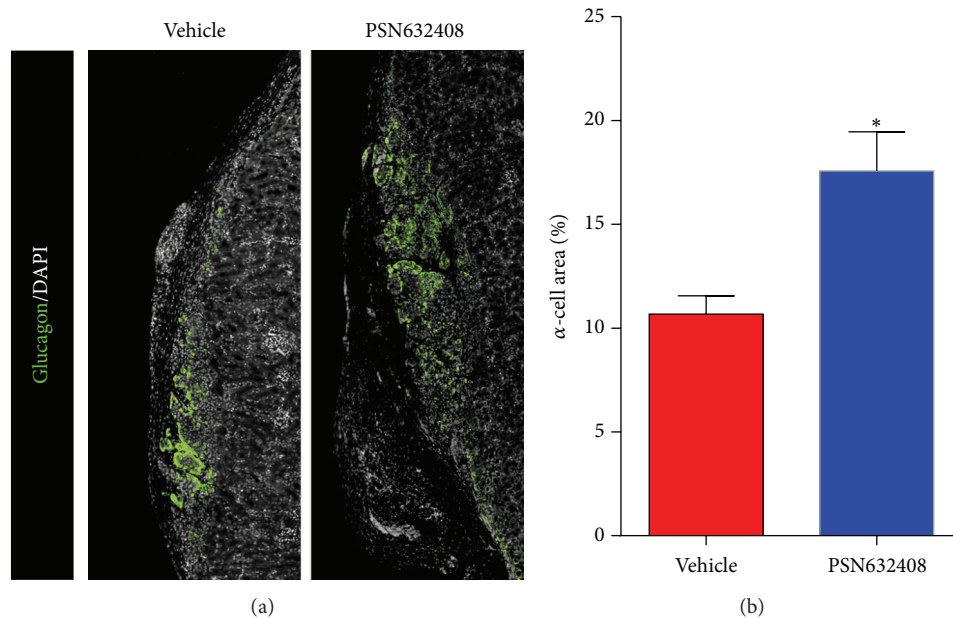 Vehicle
PSN632408
Glucagon/DAPI
(a)
25
20
15
10
5
0
α-cell area (%)
*
Vehicle
PSN632408
(b)